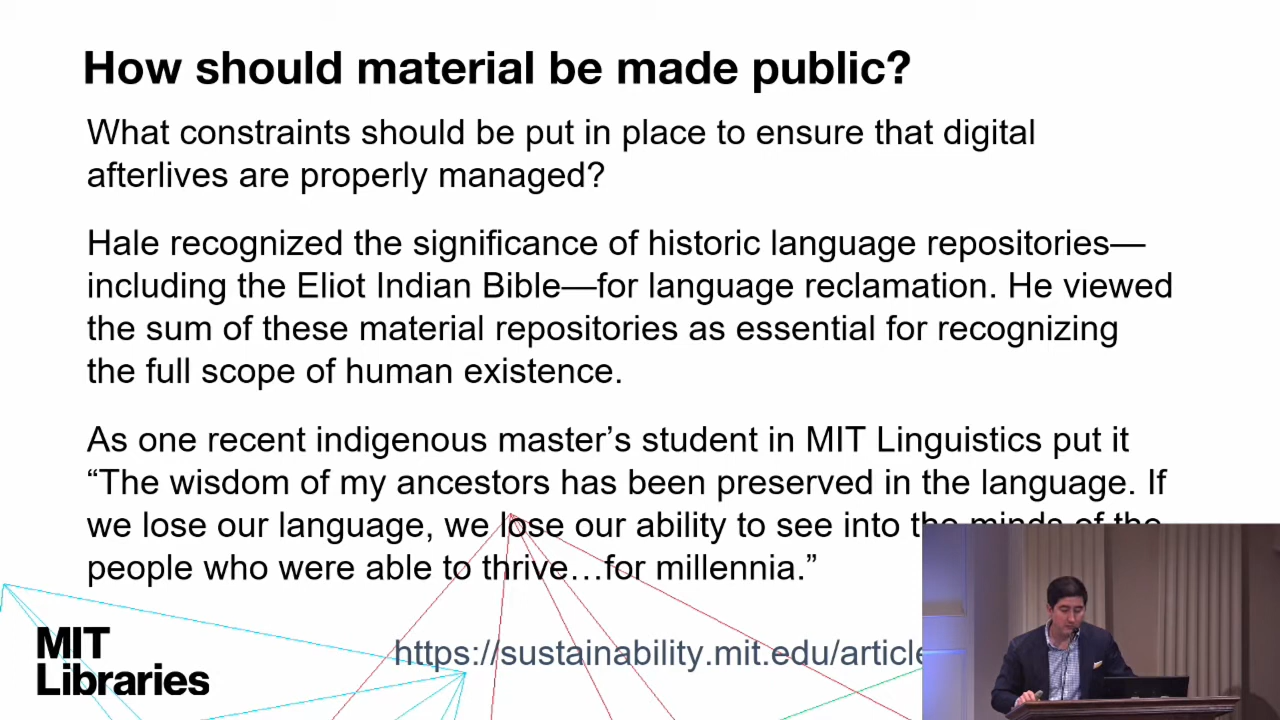 How should material be made public?
What constraints should be put in place to ensure that digital
afterlives are properly managed?
Hale recognized the significance of historic language repositories—
including the Eliot Indian Bible—for language reclamation. He viewed
the sum of these material repositories as essential for recognizing
the full scope of human existence.
As one recent indigenous master’s student in MIT Linguistics put it
“The wisdom of my ancestors has been preserved in the language. If
we lose our language, we lose our ability to see into the minds of the
people who were able to thrive…for millennia.”
https://sustainability.mit.edu/article
MIT
Libraries